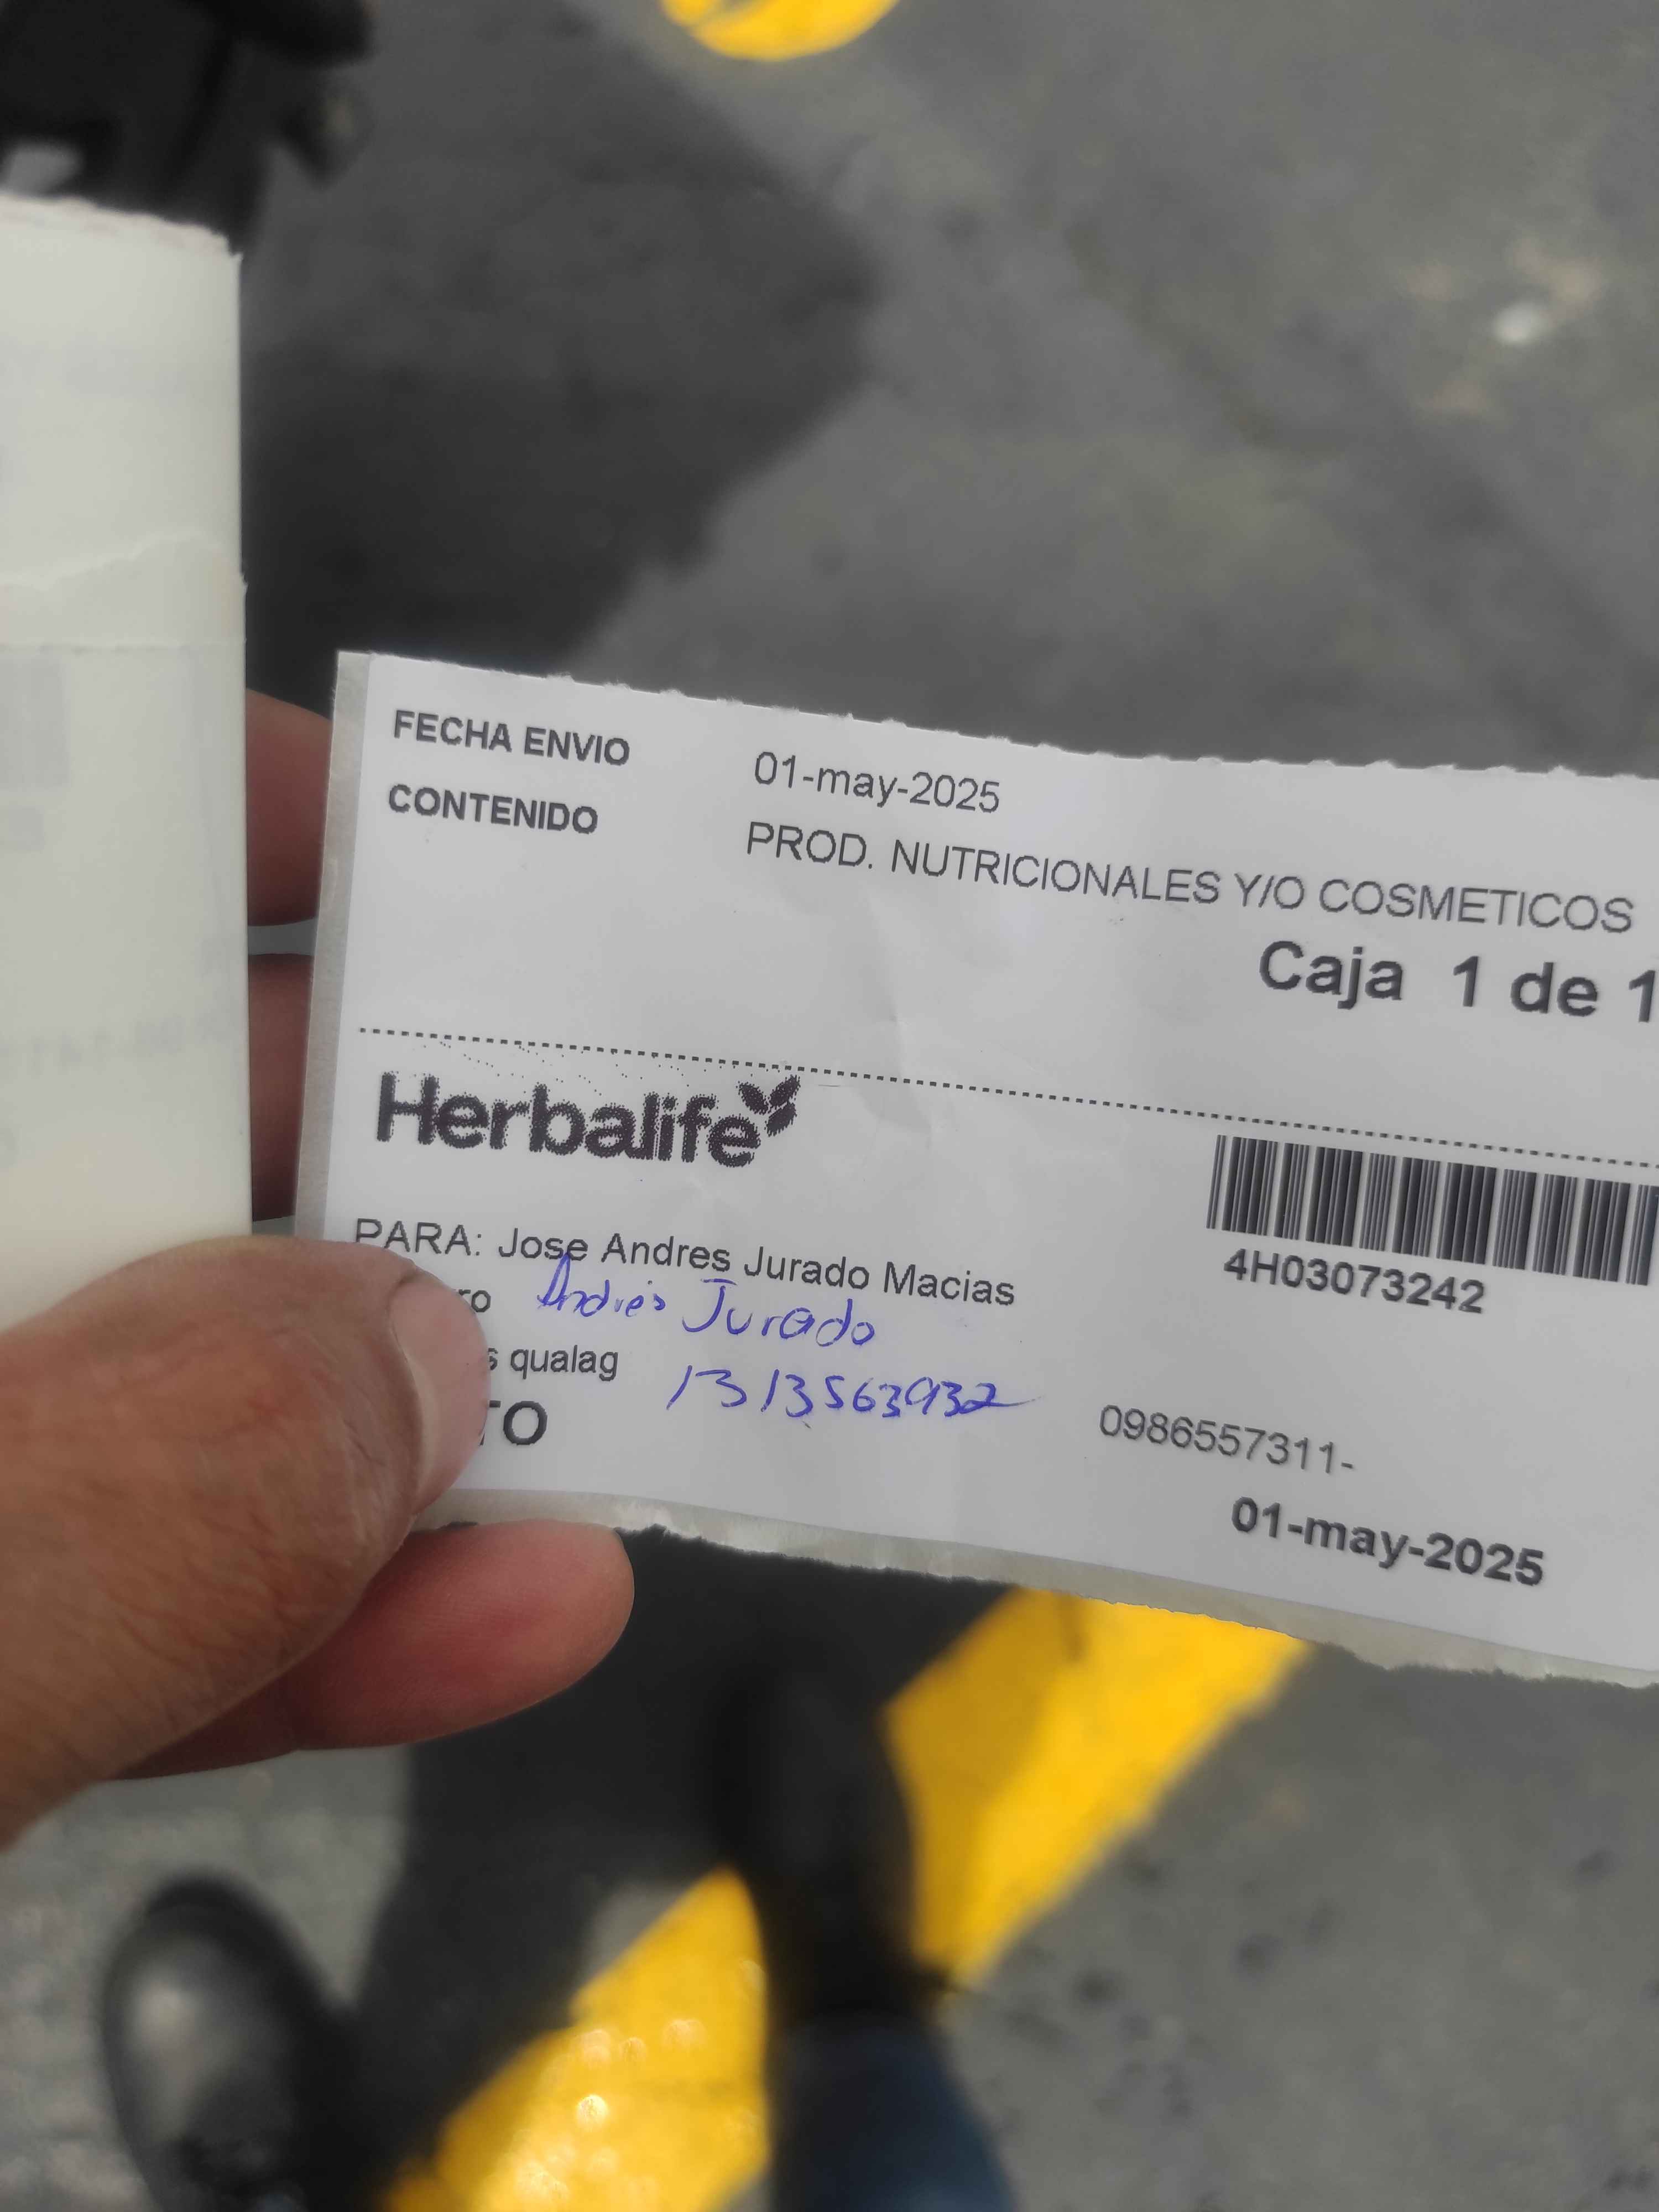 FECHA ENVIO 01-may-2025
CONTENIDO PROD. NUTRICIONALES Y/O COSMETICOS
Caja 1 de 1
Herbalife
4H03073242
PARA: Jose Andres Jurado Macias
Andrés Jurado
qualag
1313563932
0986557311-
01-may-2025